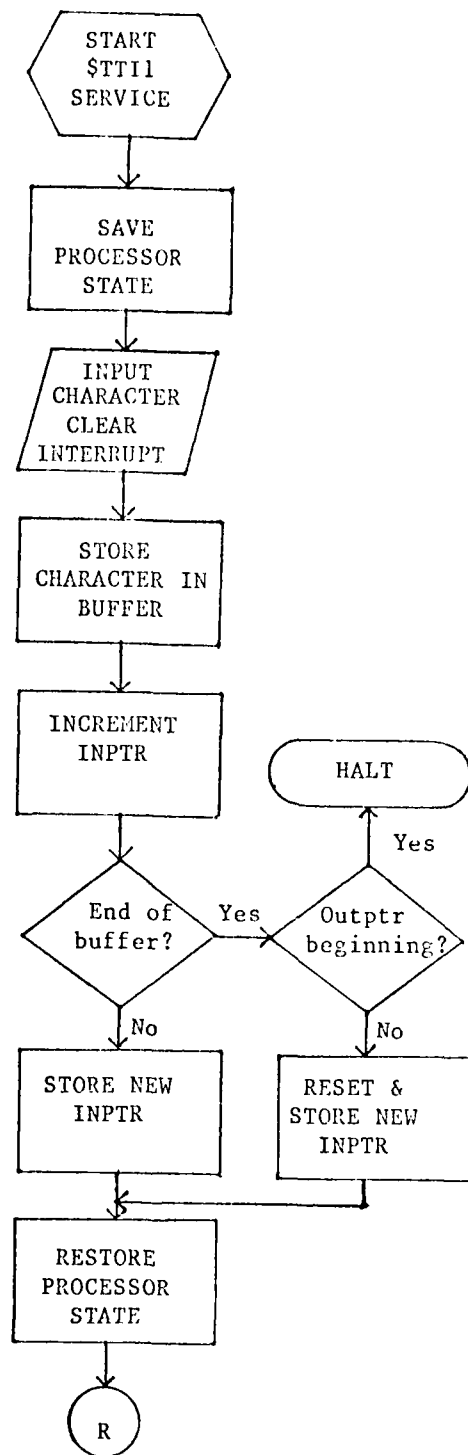 START
$TTI1
SERVICE
SAVE
PROCESSOR
STATE
INPUT
CHARACTER
CLEAR
INTERRUPT
STORE
CHARACTER IN
BUFFER
INCREMENT
INPTR
HALT
Yes
End of
buffer?
Yes
Outptr
beginning?
No
No
STORE NEW
INPTR
RESET &
STORE NEW
INPTR
RESTORE
PROCESSOR
STATE
R